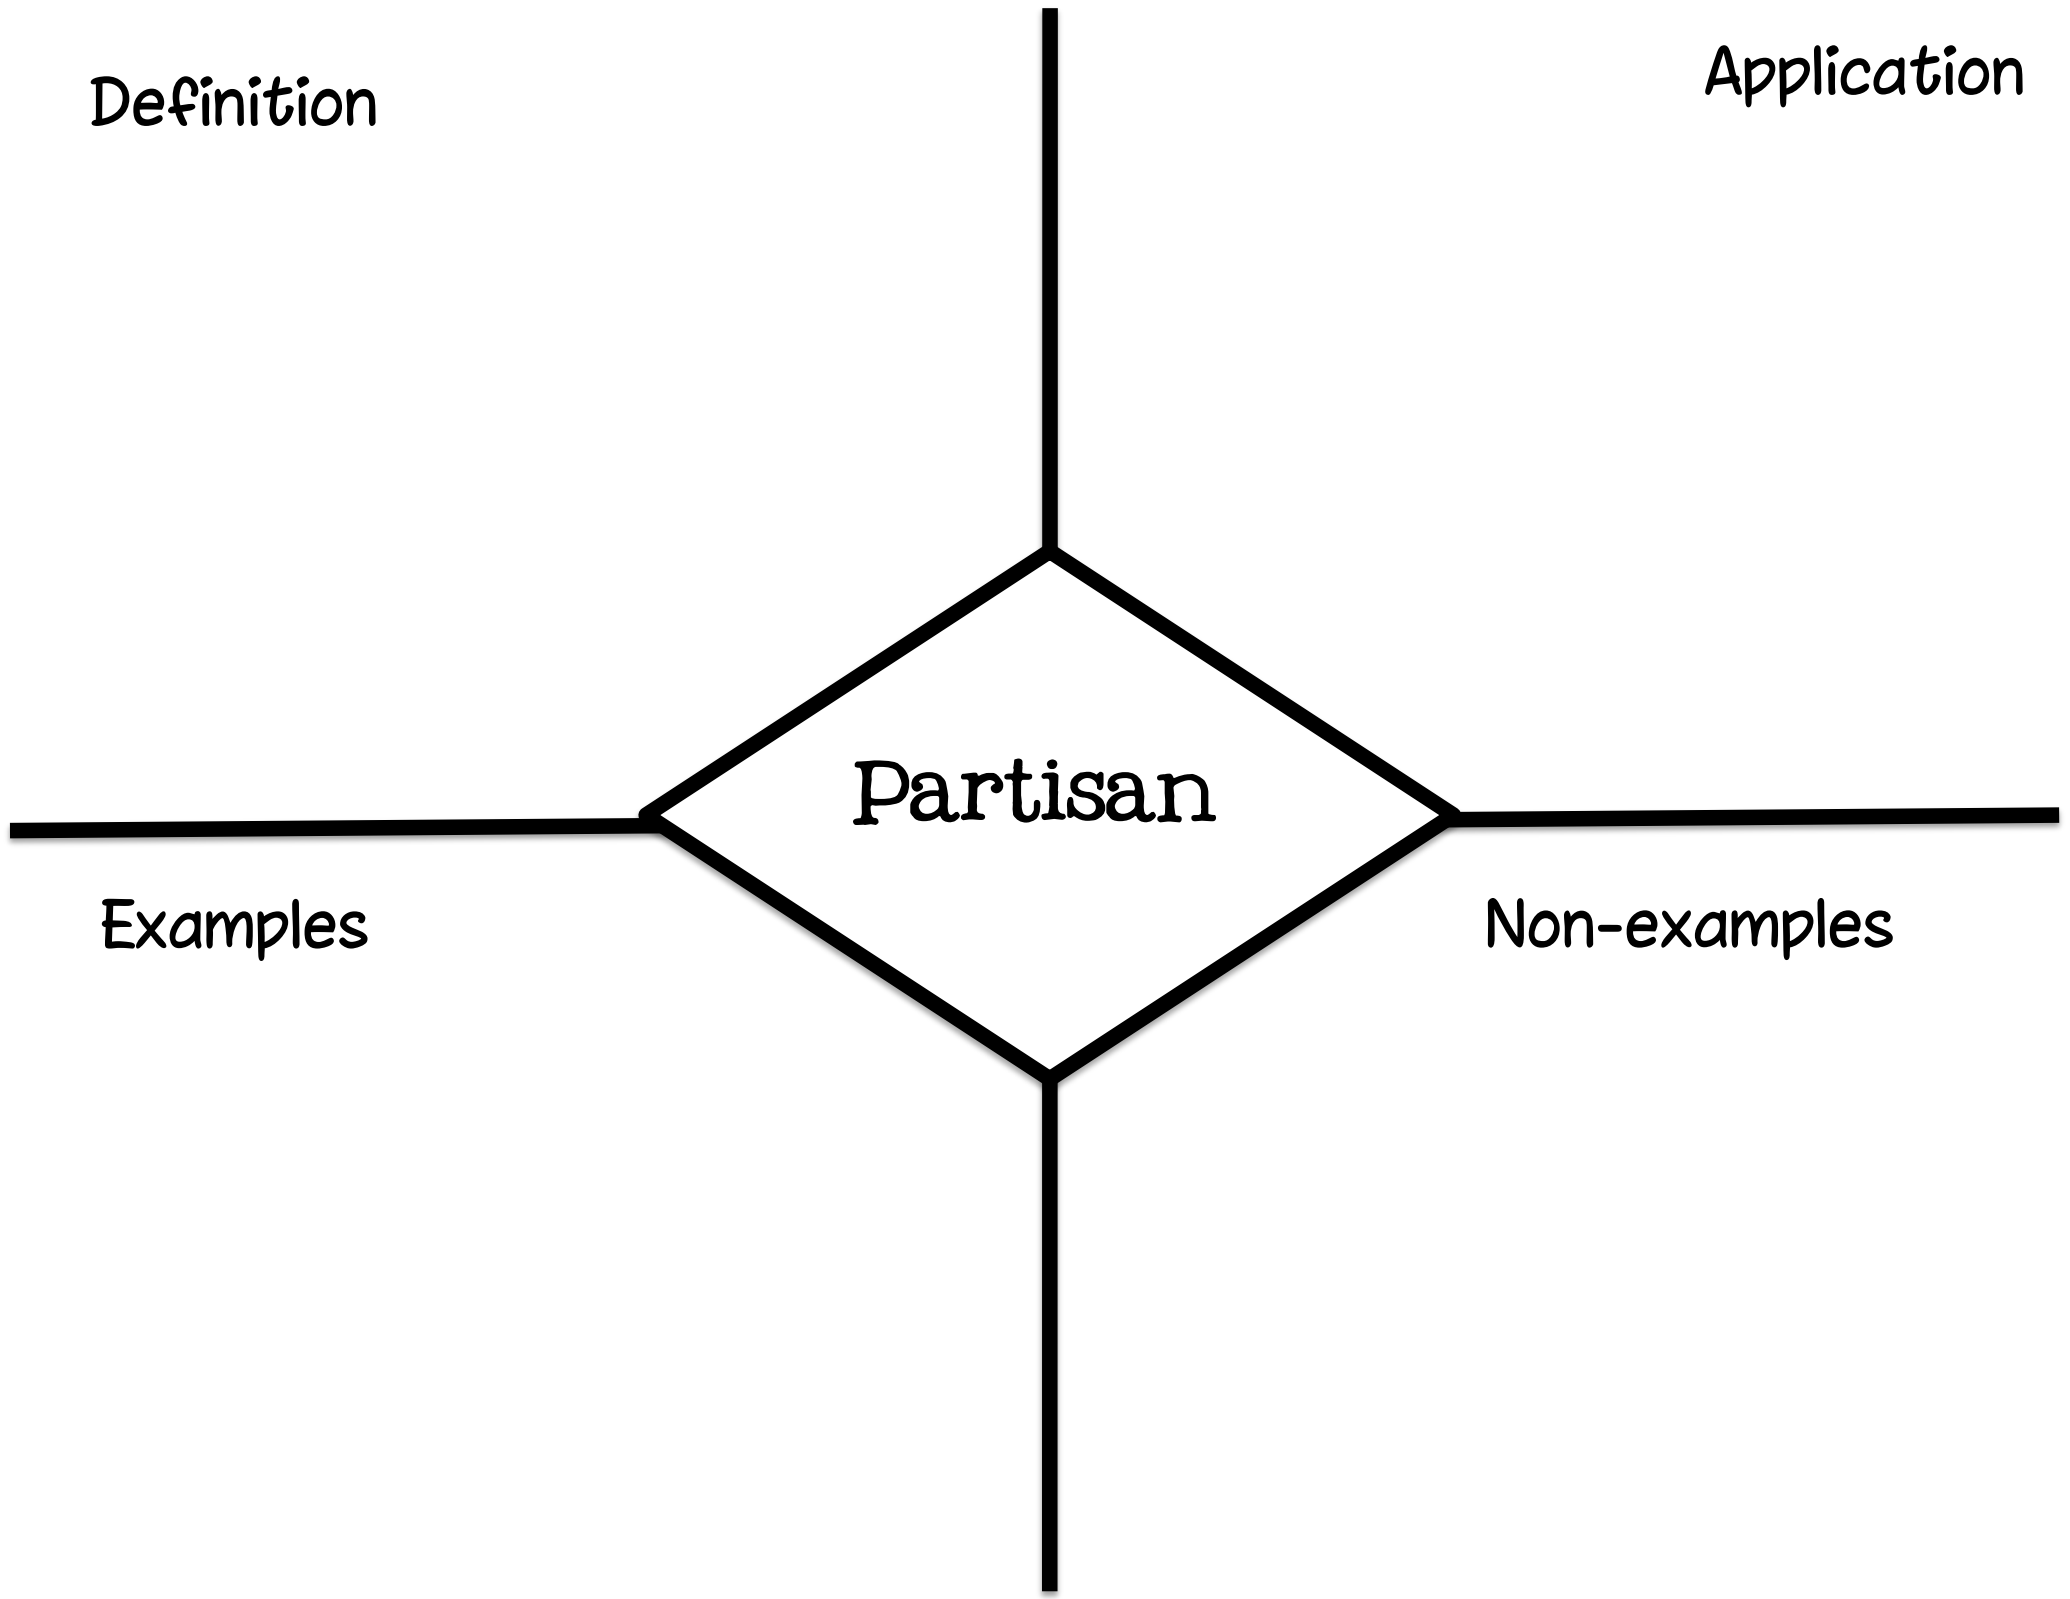 Definition
Application
Partisan
Examples
Non-examples